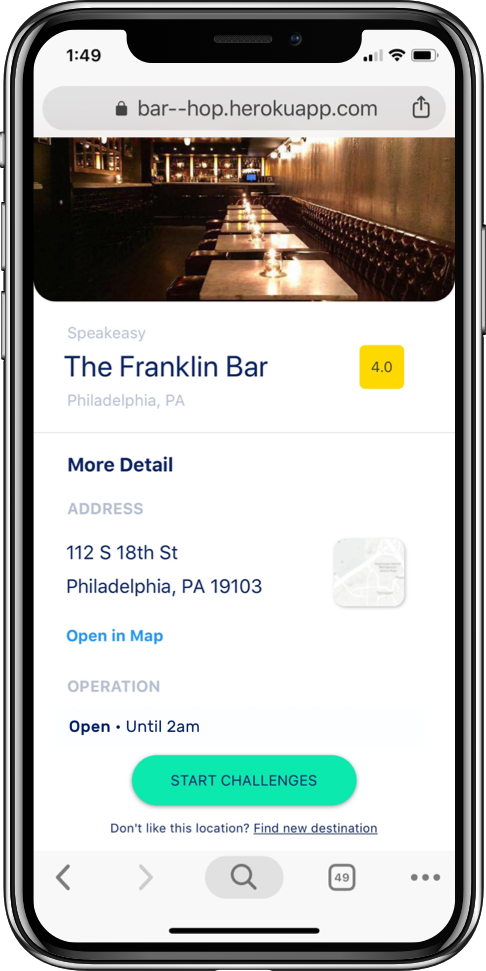 1:49
bar--hop.herokuapp.com
Speakeasy
The Franklin Bar
4.0
Philadelphia, PA
More Detail
ADDRESS
112 S 18th St
Philadelphia, PA 19103
Open in Map
OPERATION
Open • Until 2am
START CHALLENGES
Don't like this location? Find new destination
49